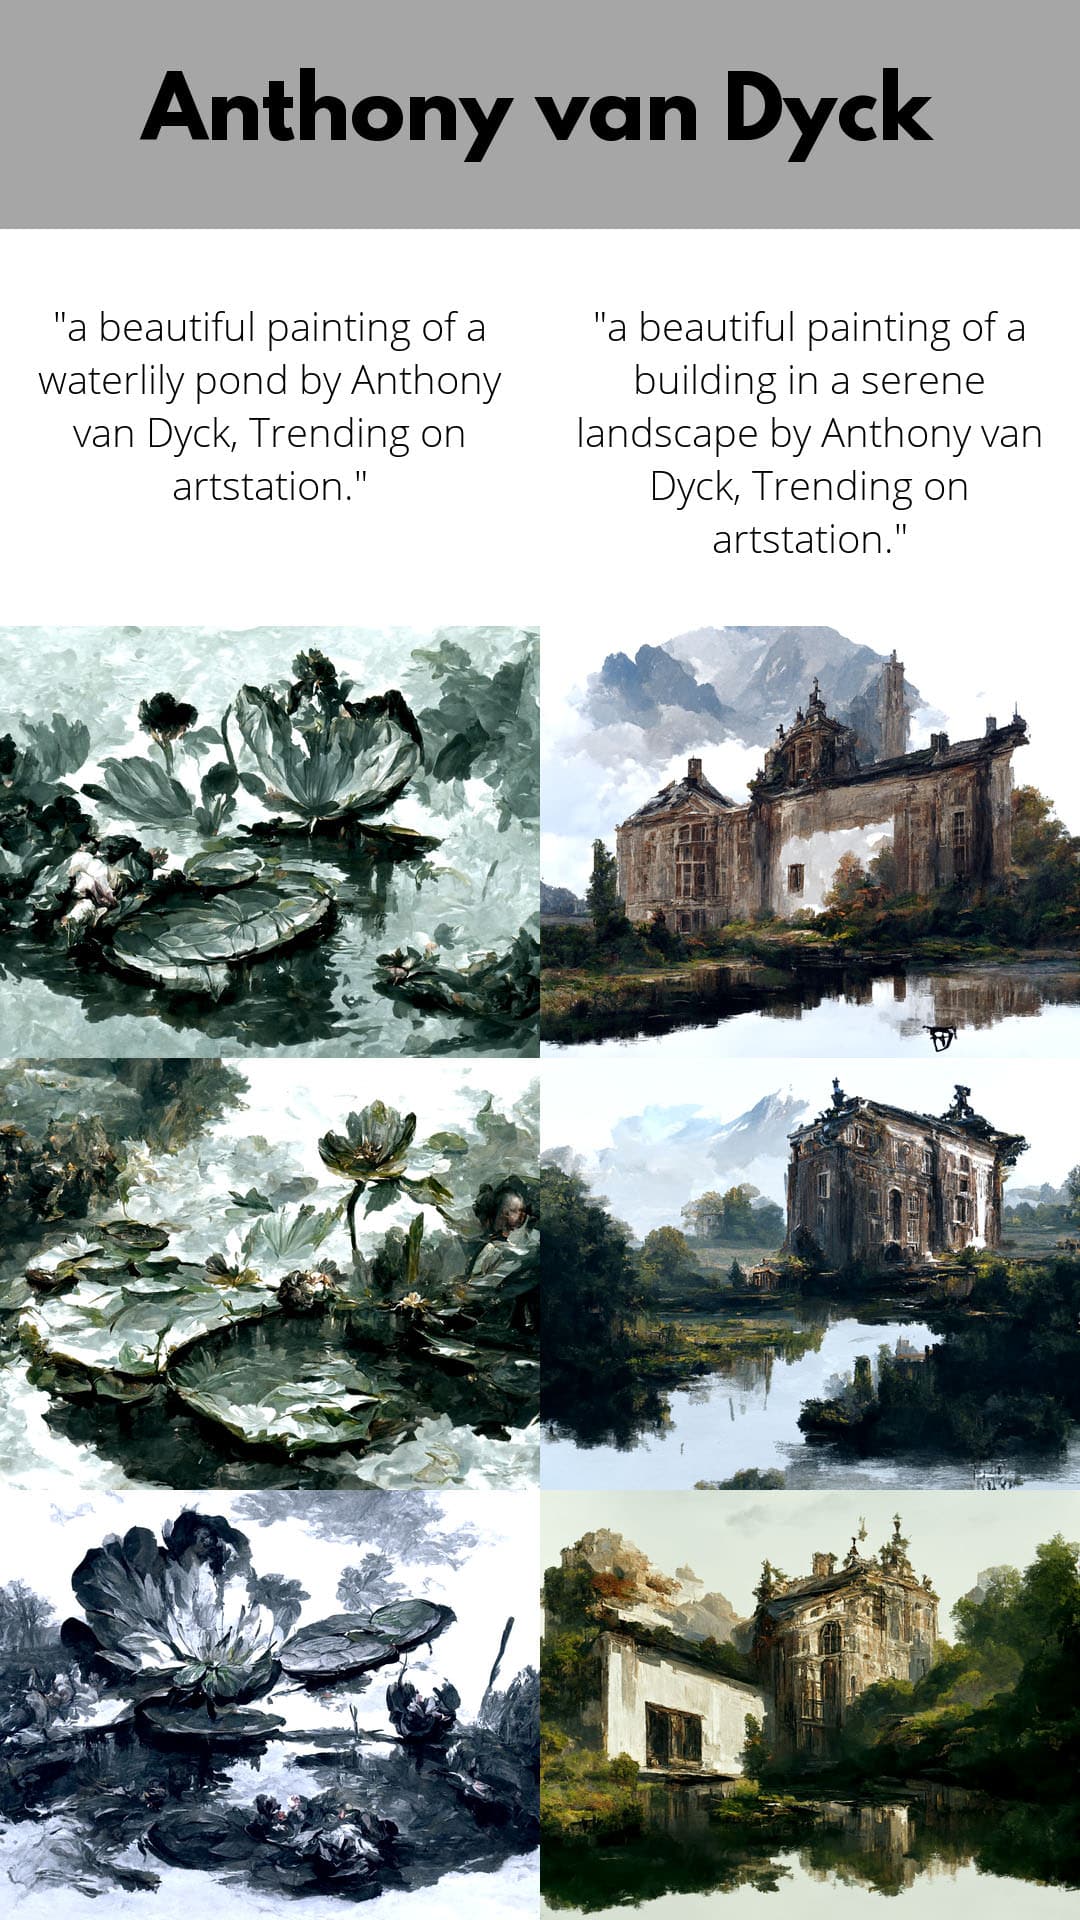 Anthony van Dyck
"a beautiful painting of a
waterlily pond by Anthony
van Dyck, Trending on
artstation."
"a beautiful painting of a
building in a serene
landscape by Anthony van
Dyck, Trending on
artstation."